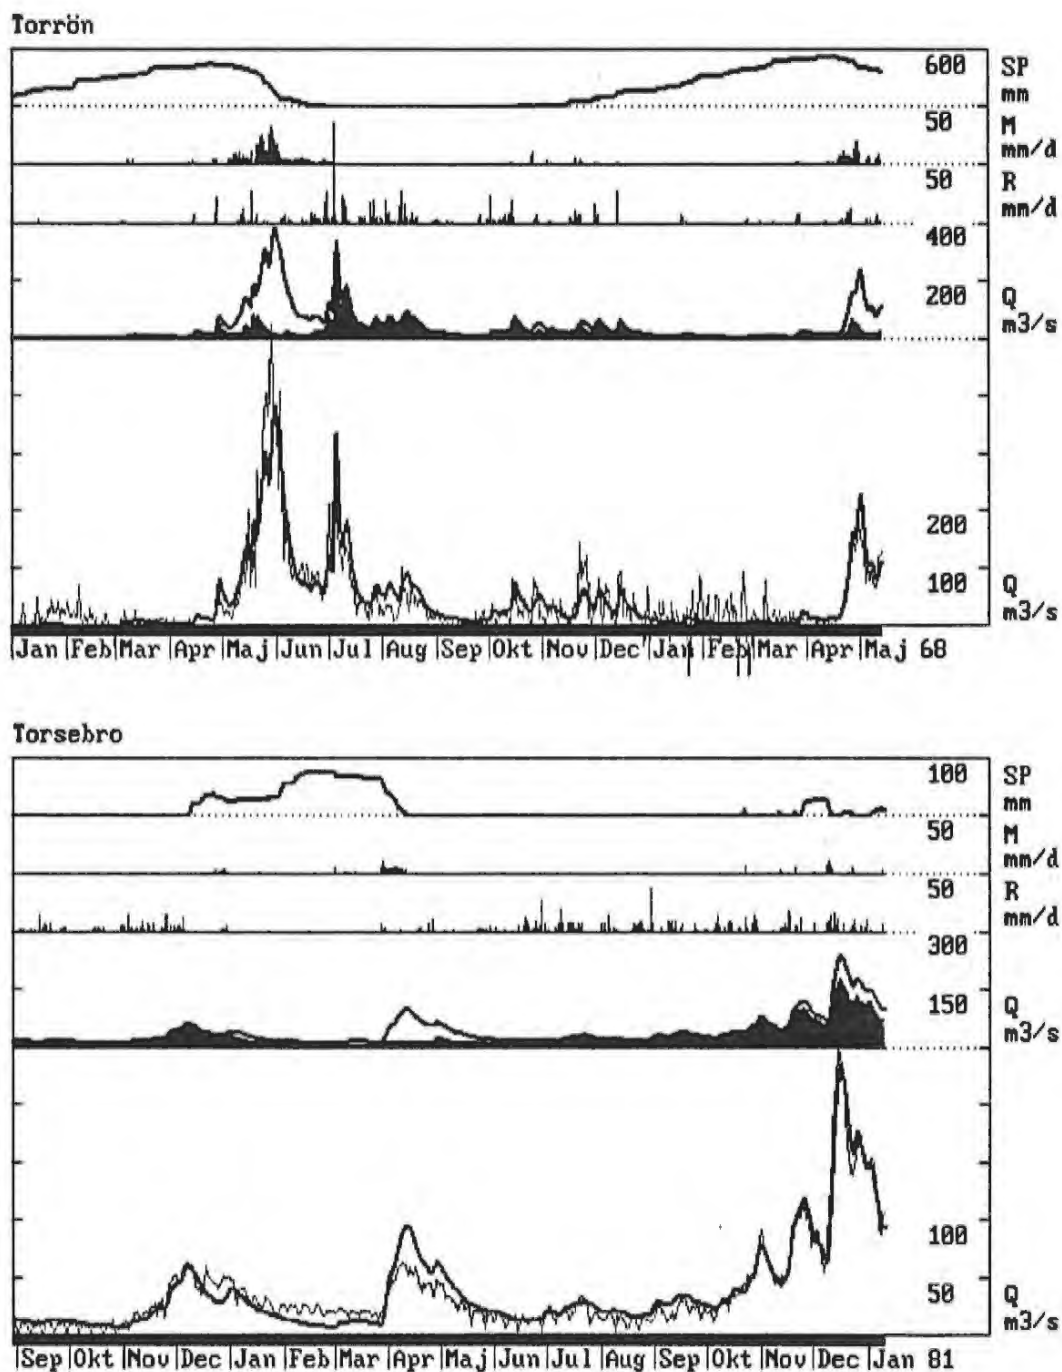 Torrön
600 SP
mm
50 M
mm/d
50 R
mm/d
400
200 Q
m3/s
200
100 Q
m3/s
|Jan |Feb|Mar |Apr |Maj |Jun |Jul |Aug |Sep |Okt |Nov |Dec |Jan |Feb |Mar |Apr |Maj 68
Torsebro
100 SP
mm
50 M
mm/d
50 R
mm/d
300
150 Q
m3/s
100
50 Q
m3/s
|Sep |Okt |Nov |Dec |Jan |Feb |Mar |Apr |Maj |Jun |Jul |Aug |Sep |Okt |Nov |Dec |Jan 81